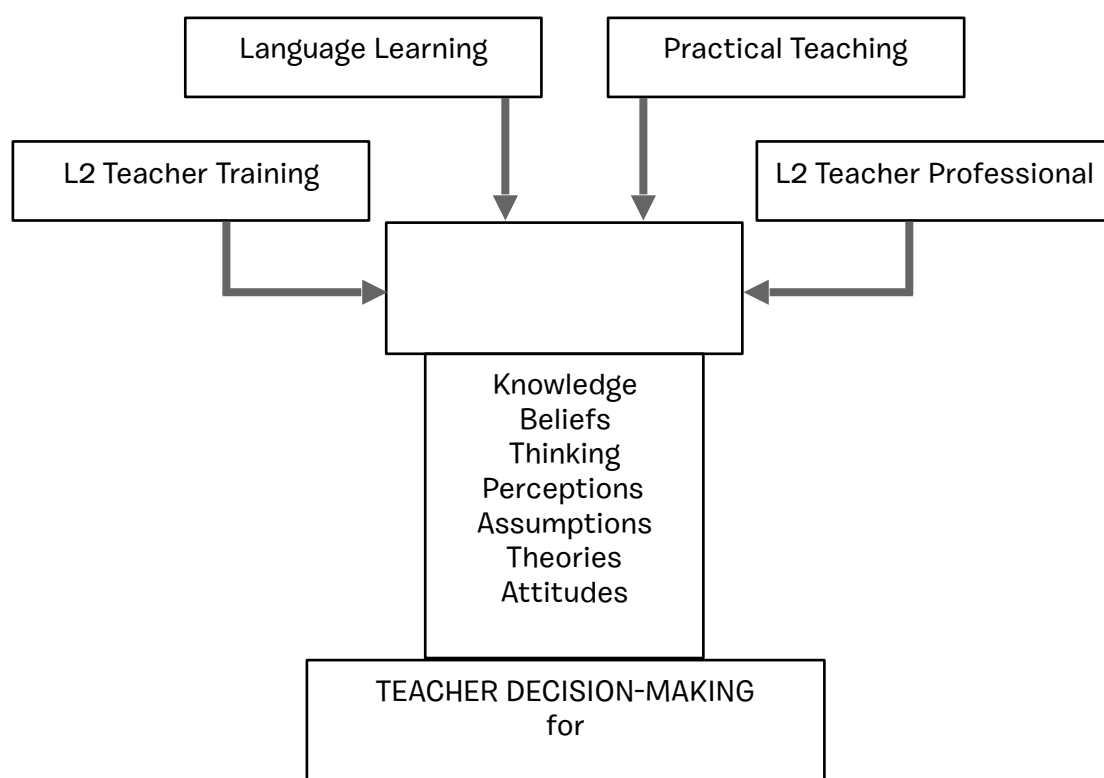 Language Learning
Practical Teaching
L2 Teacher Training
L2 Teacher Professional
Knowledge
Beliefs
Thinking
Perceptions
Assumptions
Theories
Attitudes
TEACHER DECISION-MAKING
for